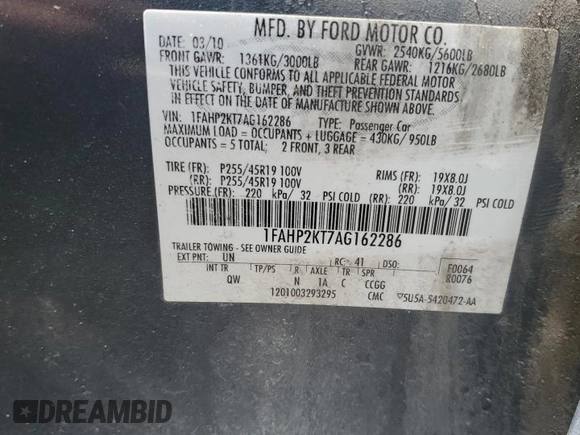 MFD. BY FORD MOTOR CO.
DATE: 03/10 GVWR: 2540KG/5600LB
FRONT GAWR: 1361KG/3000LB REAR GAWR: 1216KG/2680LB
THIS VEHICLE CONFORMS TO ALL APPLICABLE FEDERAL MOTOR
VEHICLE SAFETY, BUMPER, AND THEFT PREVENTION STANDARDS
IN EFFECT ON THE DATE OF MANUFACTURE SHOWN ABOVE.
VIN: 1FAHP2KT7AG162286 TYPE: Passenger Car
MAXIMUM LOAD = OCCUPANTS + LUGGAGE = 430KG/950LB
OCCUPANTS = 5 TOTAL; 2 FRONT, 3 REAR
TIRE (FR): P255/45R19 100V RIMS (FR): 19X8.0J
(RR): P255/45R19 100V (RR): 19X8.0J
PRESSURE (FR): 220 kPa/ 32 PSI COLD (RR): 220 kPa/ 32 PSI COLD
1FAHP2KT7AG162286
TRAILER TOWING - SEE OWNER GUIDE
EXT PNT: UN RC: 41 DSO: F0064
INT TR TP/PS R AXLE TR SPR R0076
QW N 1A C CCGG
1201003293295 CMC 5U5A-5420472-AA
DREAMBID